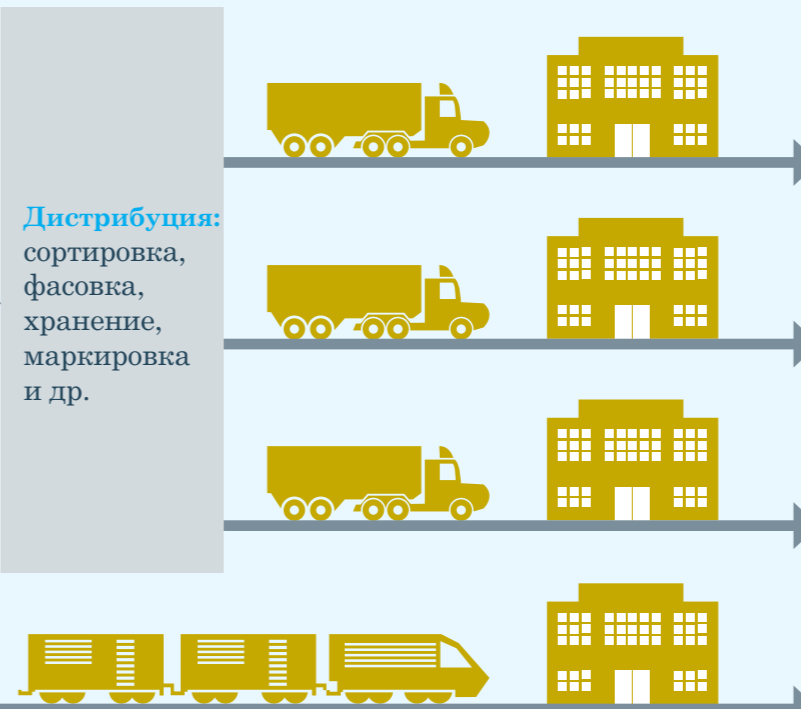 Дистрибуция:
сортировка,
фасовка,
хранение,
маркировка
и др.